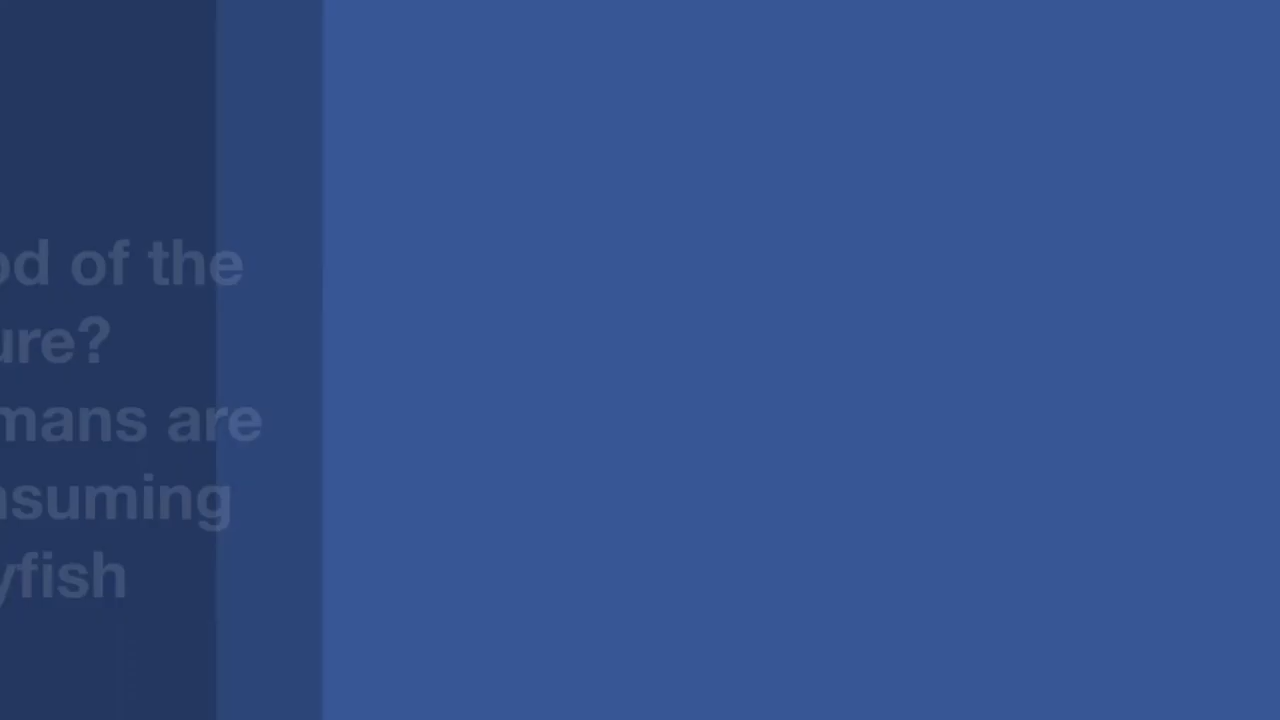 od of the
ure?
mans are
nsuming
yfish